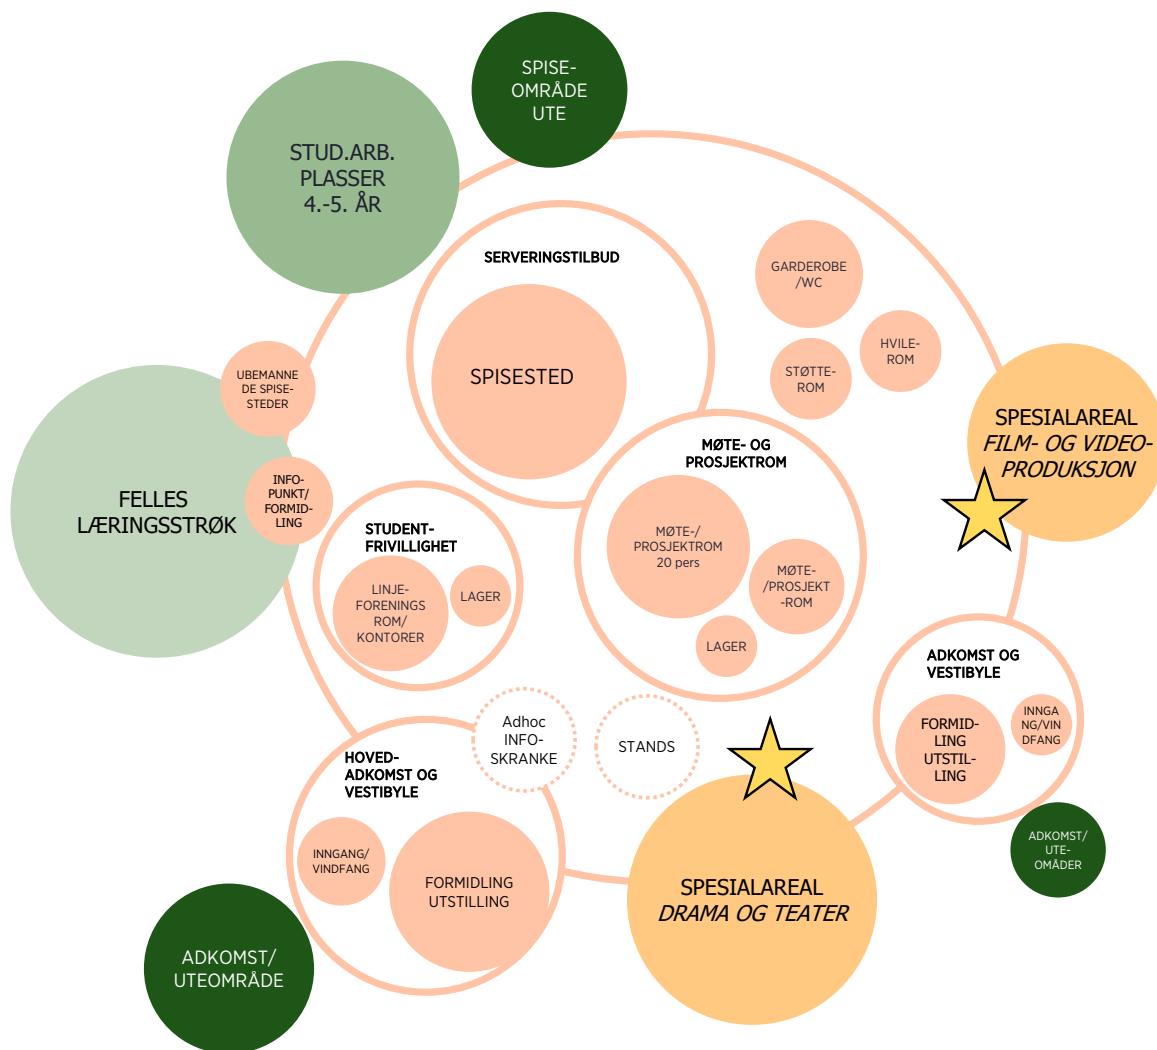 SPISE-
OMRÅDE
UTE
STUD.ARB.
PLASSER
4.-5. ÅR
SERVERINGSTILBUD
SPISESTED
GARDEROBE
/WC
HVILE-
ROM
STØTTE-
ROM
UBEMANNE
DE SPISE-
STEDER
SPESIALAREAL
FILM- OG VIDEO-
PRODUKSJON
MØTE- OG
PROSJEKTROM
FELLES
LÆRINGSSTRØK
INFO-
PUNKT/
FORMID-
LING
STUDENT-
FRIVILLIGHET
LINJE-
FORENINGS
ROM/
KONTORER
LAGER
MØTE-/
PROSJEKTROM
20 pers
MØTE-
/PROSJEKT
-ROM
LAGER
ADKOMST OG
VESTIBYLE
FORMID-
LING
UTSTIL-
LING
INNGA
NG/VIN
DFANG
Adhoc
INFO-
SKRANKE
STANDS
HOVED-
ADKOMST OG
VESTIBYLE
INNGANG/
VINDFANG
FORMIDLING
UTSTILLING
ADKOMST/
UTE-
OMÅDER
SPESIALAREAL
DRAMA OG TEATER
ADKOMST/
UTEOMRÅDE